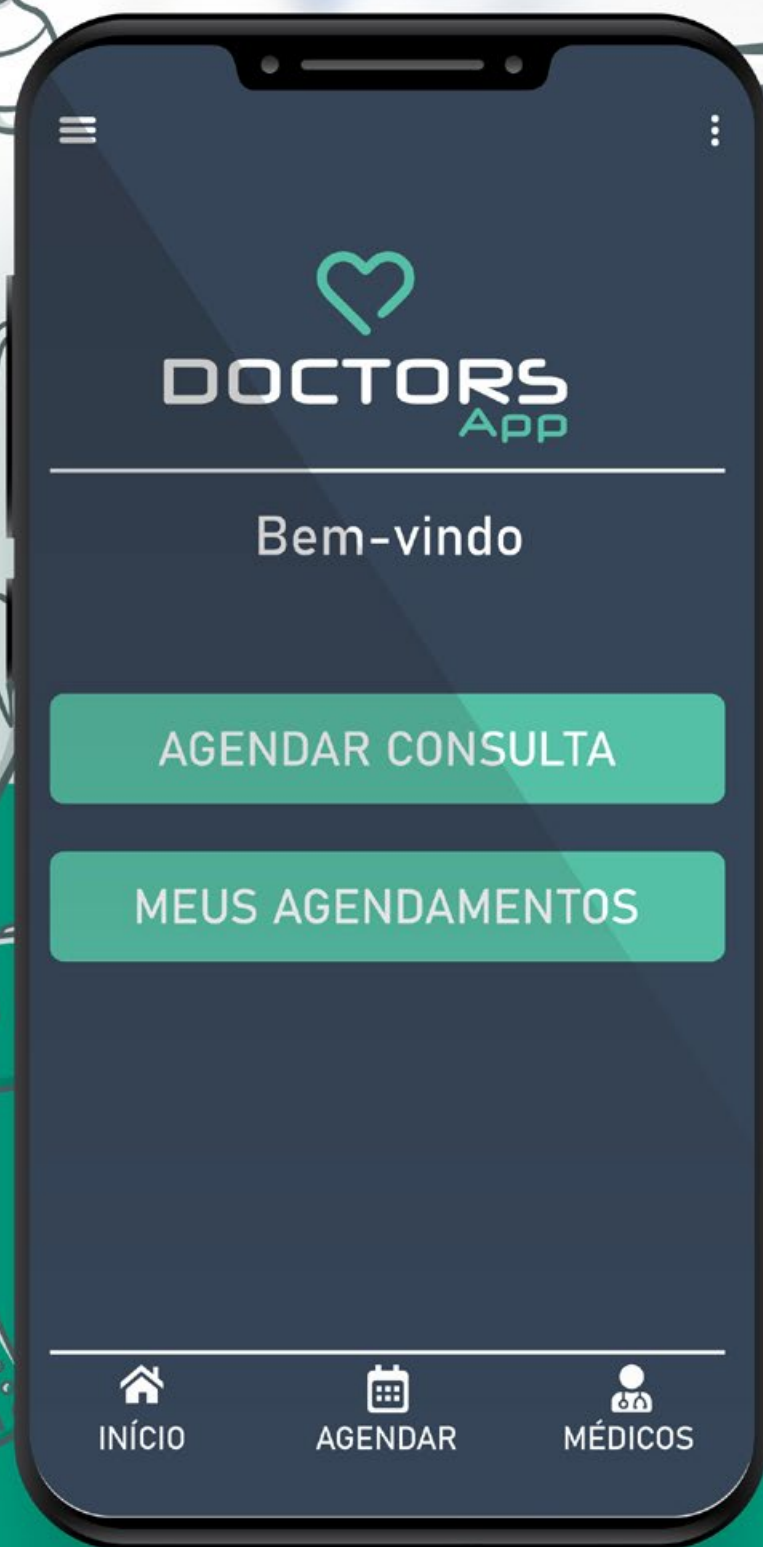 DOCTORS
App
Bem-vindo
AGENDAR CONSULTA
MEUS AGENDAMENTOS
INÍCIO AGENDAR MÉDICOS